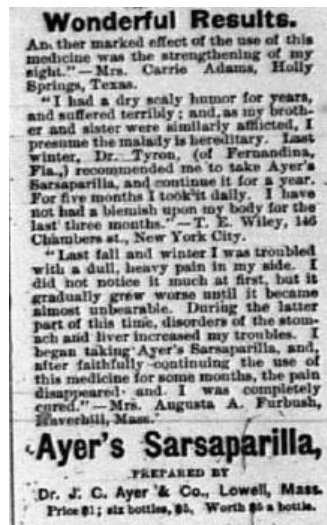 Wonderful Results.
An ther marked effect of the use of this
medicine was the strengthening of my
sight."—Mrs. Carrie Adams, Holly
Springs, Texas.
"I had a dry scaly humor for years,
and suffered terribly; and, as my broth-
er and sister were similarly afflicted, I
presume the malady is hereditary. Last
winter, Dr. Tyron, (of Fernandina,
Fla.,) recommended me to take Ayer's
Sarsaparilla, and continue it for a year.
For five months I took it daily. I have
not had a blemish upon my body for the
last three months."—T. E. Wiley, 146
Chambers st., New York City.
"Last fall and winter I was troubled
with a dull, heavy pain in my side. I
did not notice it much at first, but it
gradually grew worse until it became
almost unbearable. During the latter
part of this time, disorders of the stom-
ach and liver increased my troubles. I
began taking Ayer's Sarsaparilla, and,
after faithfully continuing the use of
this medicine for some months, the pain
disappeared and I was completely
cured."—Mrs. Augusta A. Furbush,
Haverhill, Mass.
Ayer's Sarsaparilla,
PREPARED BY
Dr. J. C. Ayer & Co., Lowell, Mass.
Price $1; six bottles, $5. Worth $5 a bottle.